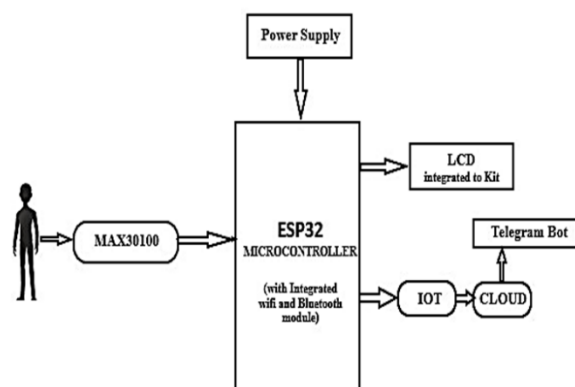 Power Supply
LCD
integrated to Kit
ESP32
MICROCONTROLLER
(with Integrated
wifi and Bluetooth
module)
MAX30100
Telegram Bot
IOT
CLOUD